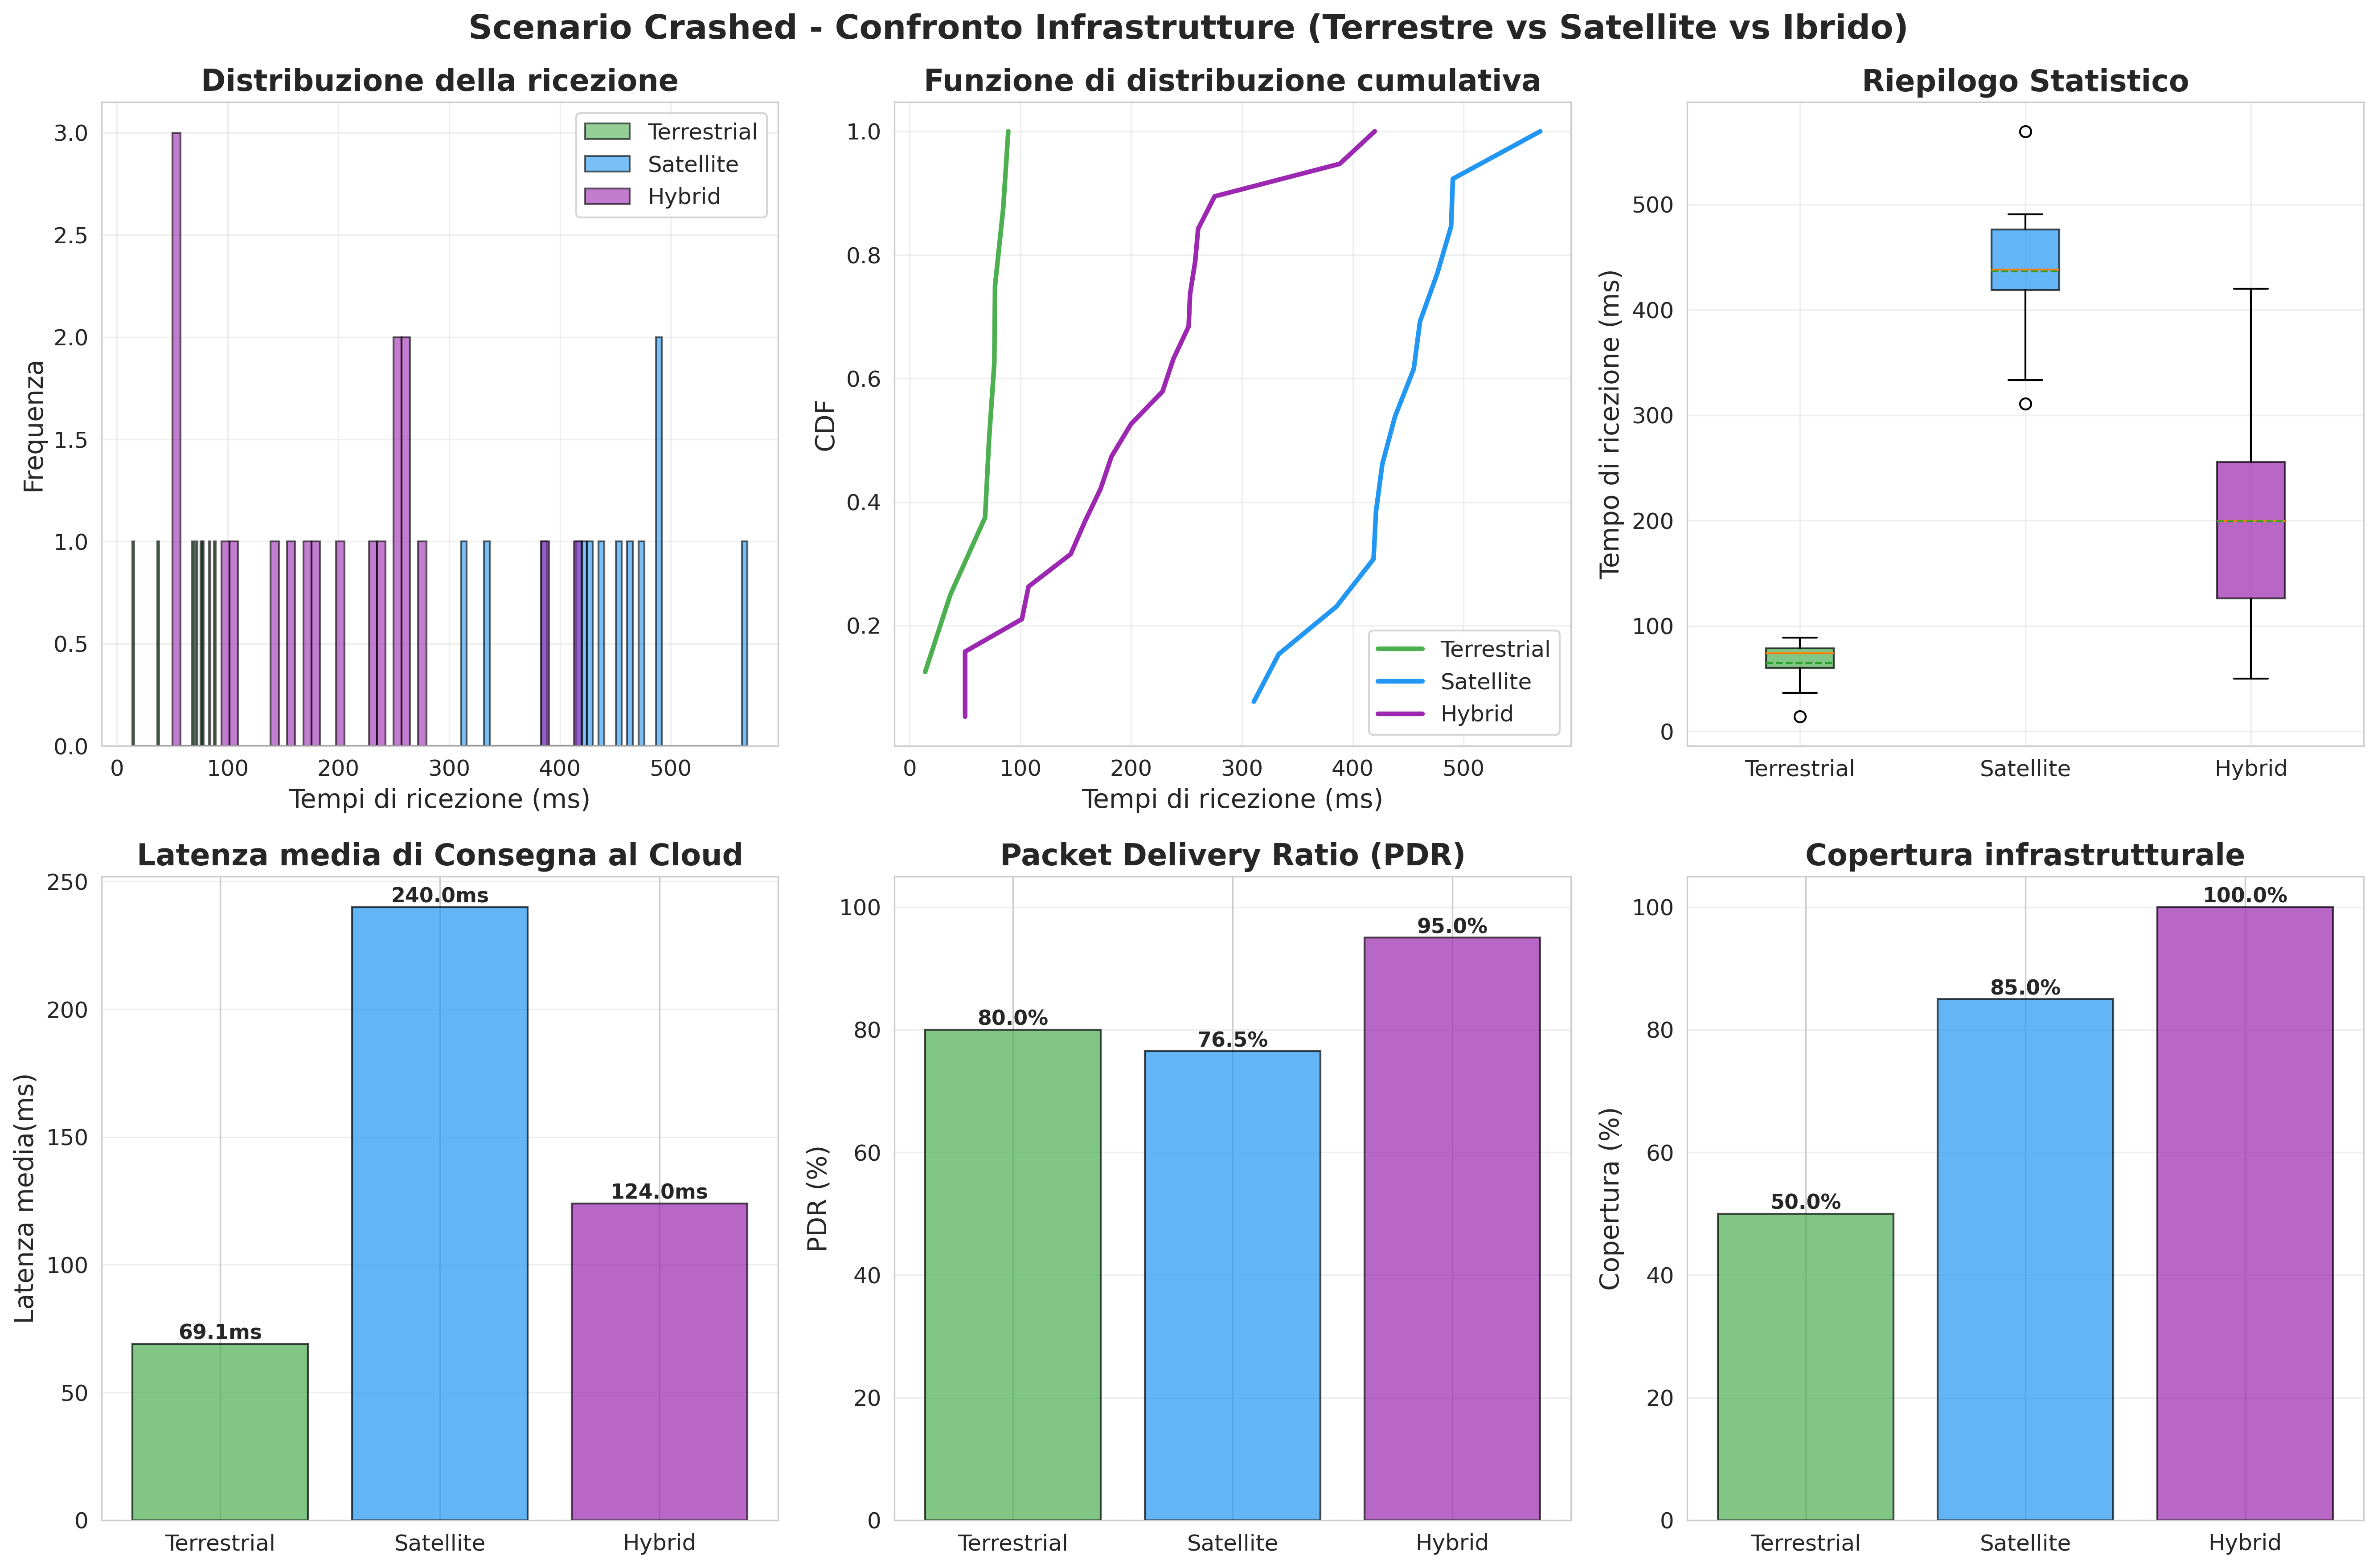 Scenario Crashed - Confronto Infrastrutture (Terrestre vs Satellite vs Ibrido)
Distribuzione della ricezione
3.0
2.5
2.0
1.5
1.0
0.5
0.0
Frequenza
Terrestrial
Satellite
Hybrid
0 100 200 300 400 500
Tempi di ricezione (ms)
Funzione di distribuzione cumulativa
1.0
0.8
0.6
0.4
0.2
CDF
Terrestrial
Satellite
Hybrid
0 100 200 300 400 500
Tempi di ricezione (ms)
Riepilogo Statistico
500
400
300
200
100
0
Tempo di ricezione (ms)
Terrestrial Satellite Hybrid
Latenza media di Consegna al Cloud
250
200
150
100
50
0
Latenza media(ms)
69.1ms
240.0ms
124.0ms
Terrestrial Satellite Hybrid
Packet Delivery Ratio (PDR)
100
80
60
40
20
0
PDR (%)
80.0%
76.5%
95.0%
Terrestrial Satellite Hybrid
Copertura infrastrutturale
100
80
60
40
20
0
Copertura (%)
50.0%
85.0%
100.0%
Terrestrial Satellite Hybrid